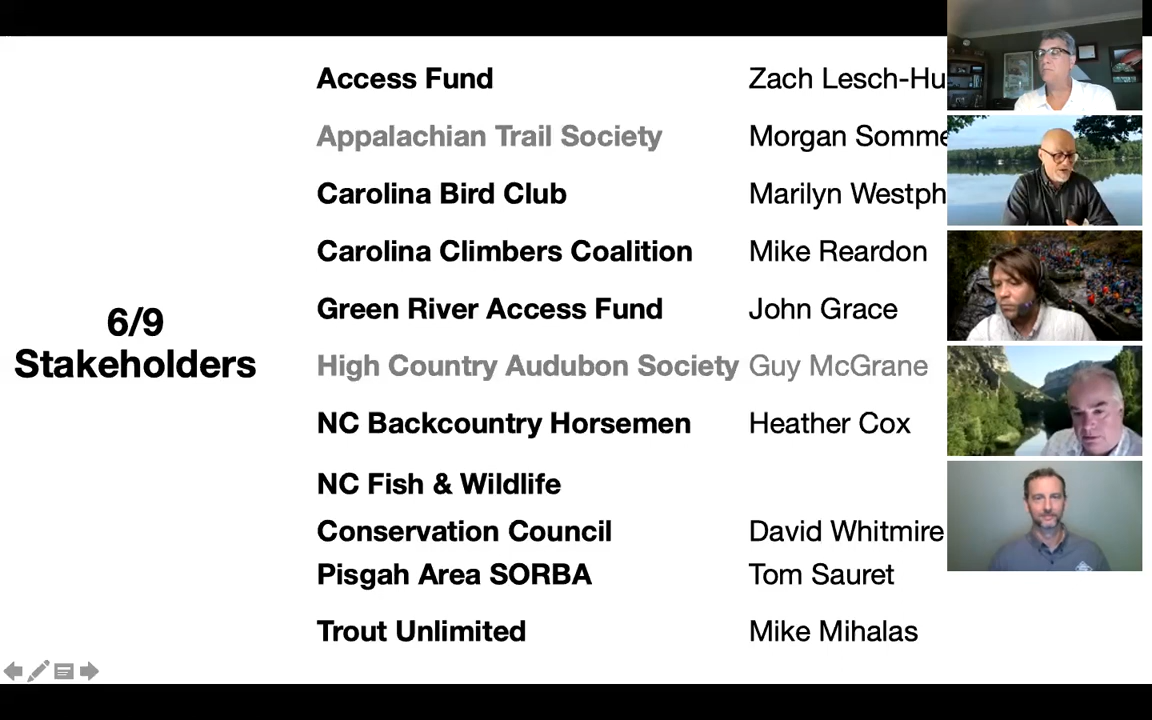 Access Fund Zach Lesch-Hu
Appalachian Trail Society Morgan Somme
Carolina Bird Club Marilyn Westph
Carolina Climbers Coalition Mike Reardon
Green River Access Fund John Grace
6/9
Stakeholders
High Country Audubon Society Guy McGrane
NC Backcountry Horsemen Heather Cox
NC Fish & Wildlife
Conservation Council David Whitmire
Pisgah Area SORBA Tom Sauret
Trout Unlimited Mike Mihalas